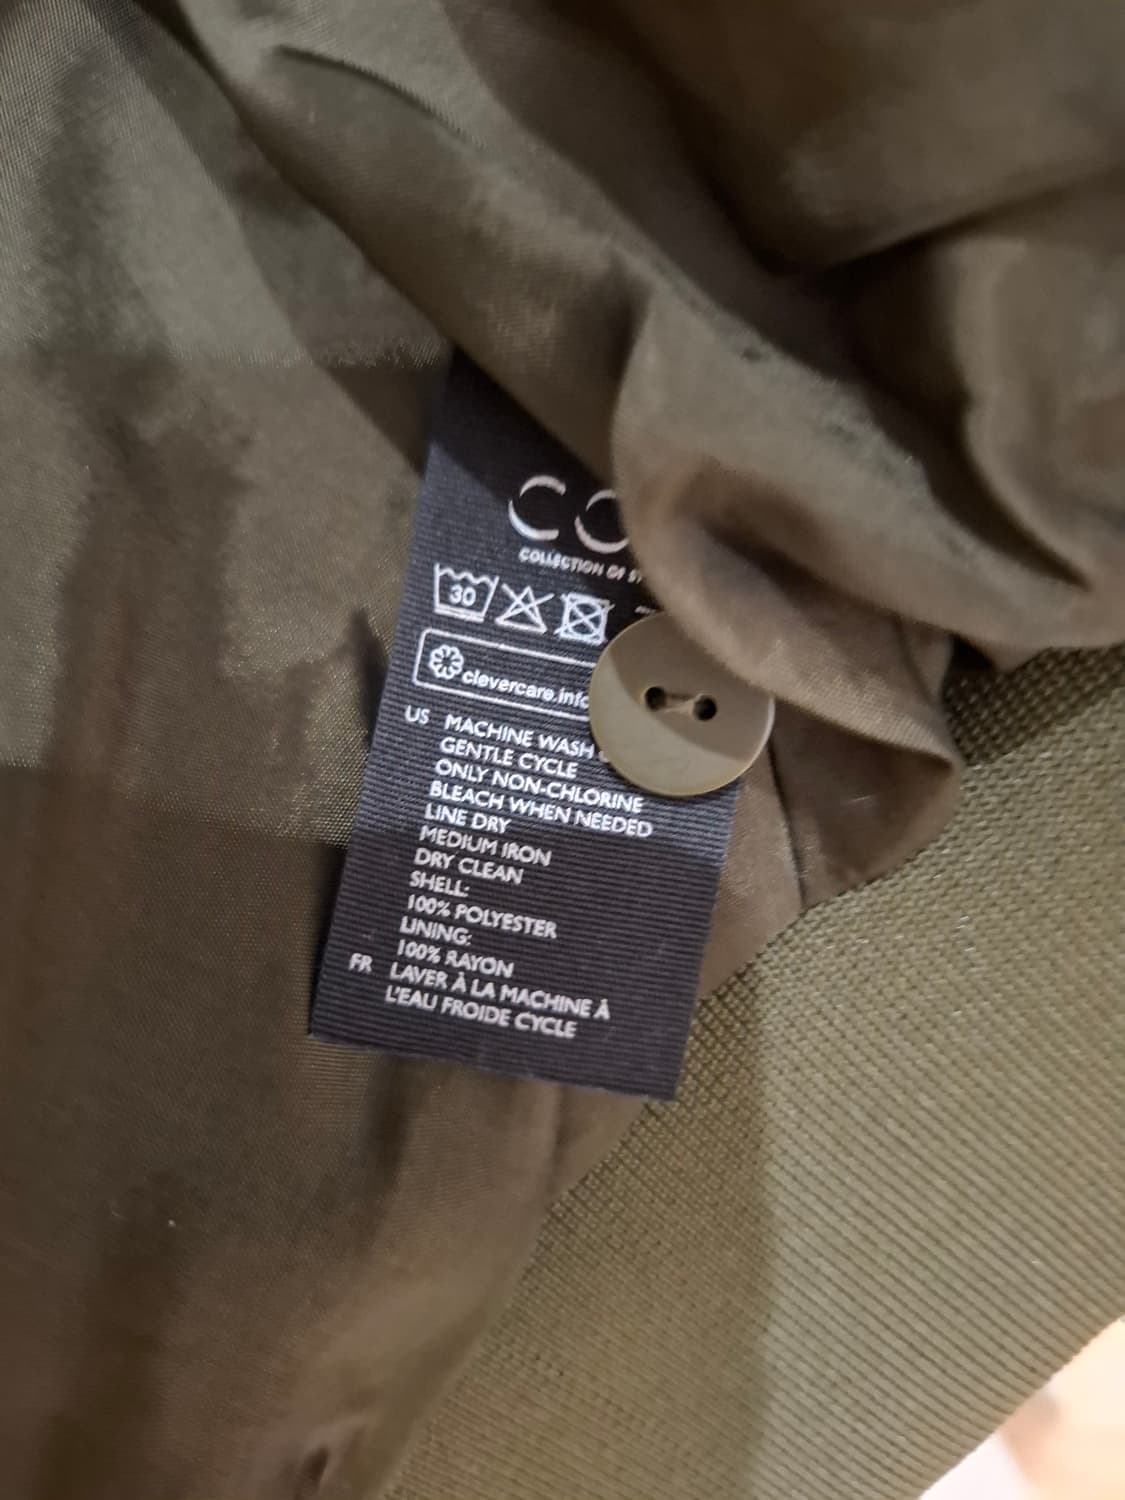 CO
COLLECTION OF
30
clevercare.info
US MACHINE WASH
GENTLE CYCLE
ONLY NON-CHLORINE
BLEACH WHEN NEEDED
LINE DRY
MEDIUM IRON
DRY CLEAN
SHELL:
100% POLYESTER
LINING:
100% RAYON
FR LAVER À LA MACHINE À
L'EAU FROIDE CYCLE